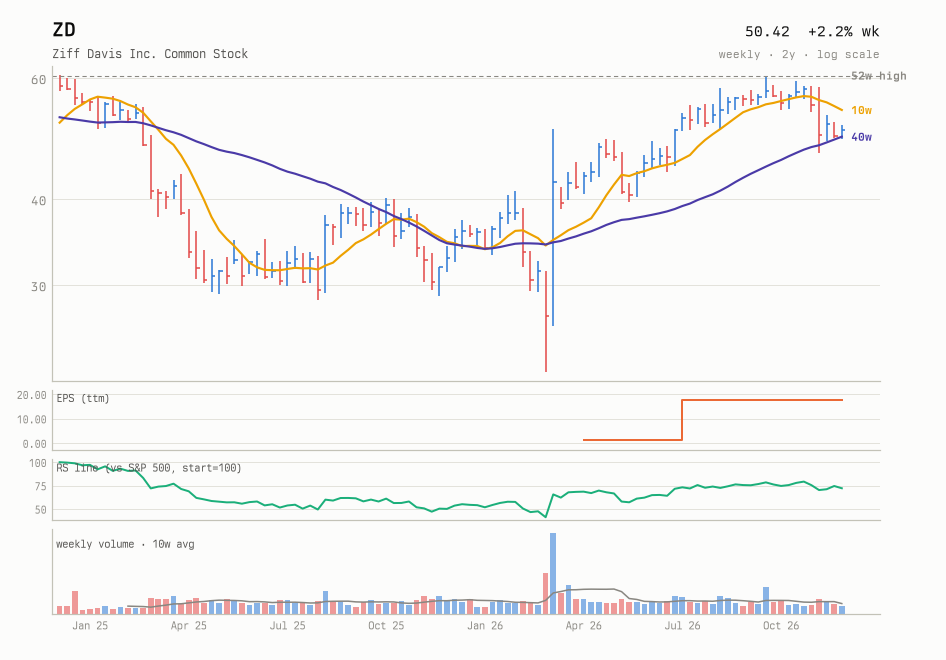 ZD
50.42 +2.2% wk
Ziff Davis Inc. Common Stock
weekly · 2y · log scale
60
52w high
10w
40w
40
30
20.00
EPS (ttm)
10.00
0.00
100
RS line (vs S&P 500, start=100)
75
50
weekly volume · 10w avg
Jan 25 Apr 25 Jul 25 Oct 25 Jan 26 Apr 26 Jul 26 Oct 26